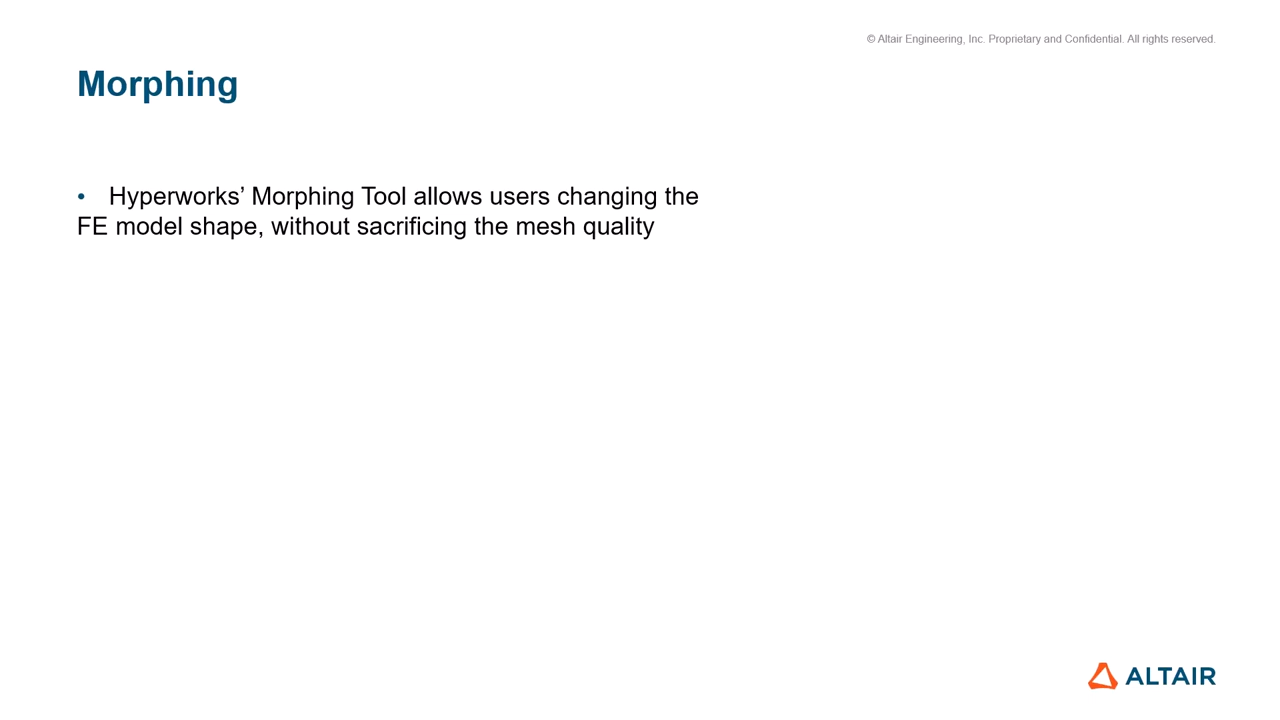 © Altair Engineering, Inc. Proprietary and Confidential. All rights reserved.
Morphing
• Hyperworks’ Morphing Tool allows users changing the
FE model shape, without sacrificing the mesh quality
ALTAIR